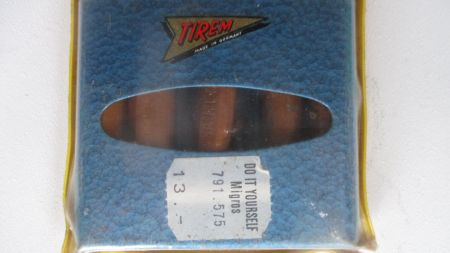 TIREM
MADE IN GERMANY
DO IT YOURSELF
Migros
791.575
13.-